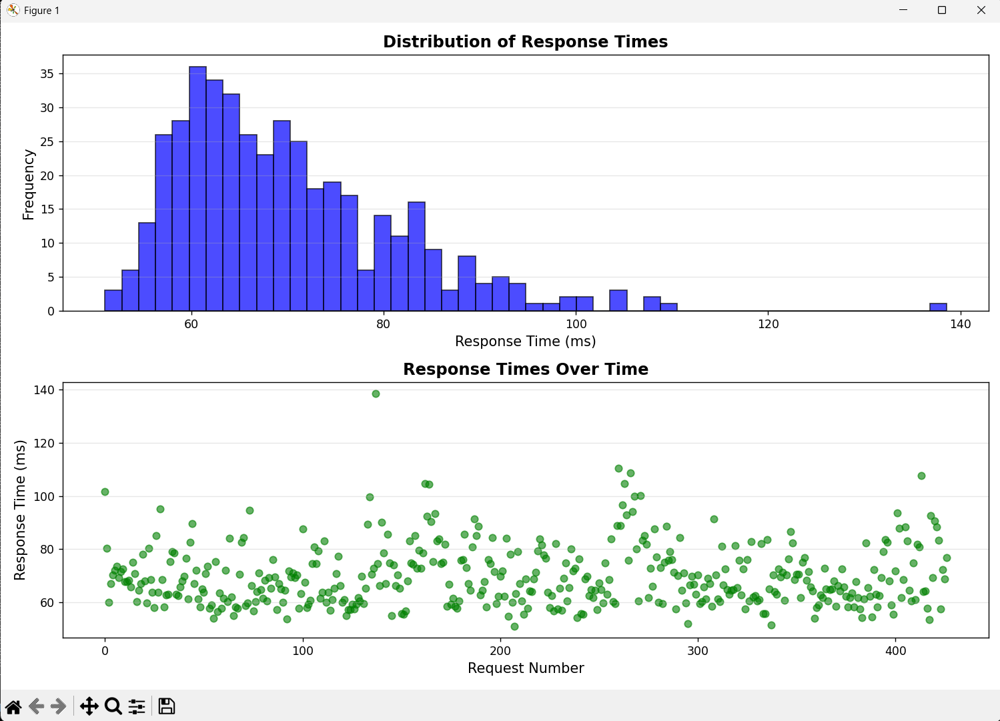 Figure 1
Distribution of Response Times
35
30
25
20
15
10
5
0
Frequency
60 80 100 120 140
Response Time (ms)
Response Times Over Time
140
120
100
80
60
Response Time (ms)
0 100 200 300 400
Request Number